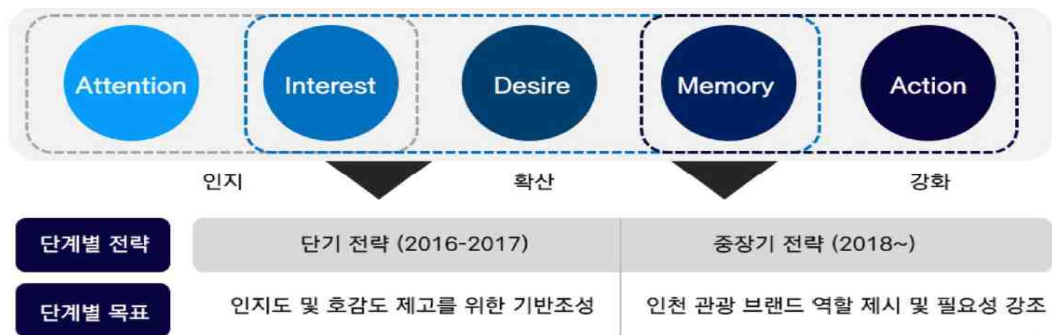 Attention Interest Desire Memory Action
인지 확산 강화
단계별 전략 단기 전략 (2016-2017) 중장기 전략 (2018~)
단계별 목표 인지도 및 호감도 제고를 위한 기반조성 인천 관광 브랜드 역할 제시 및 필요성 강조